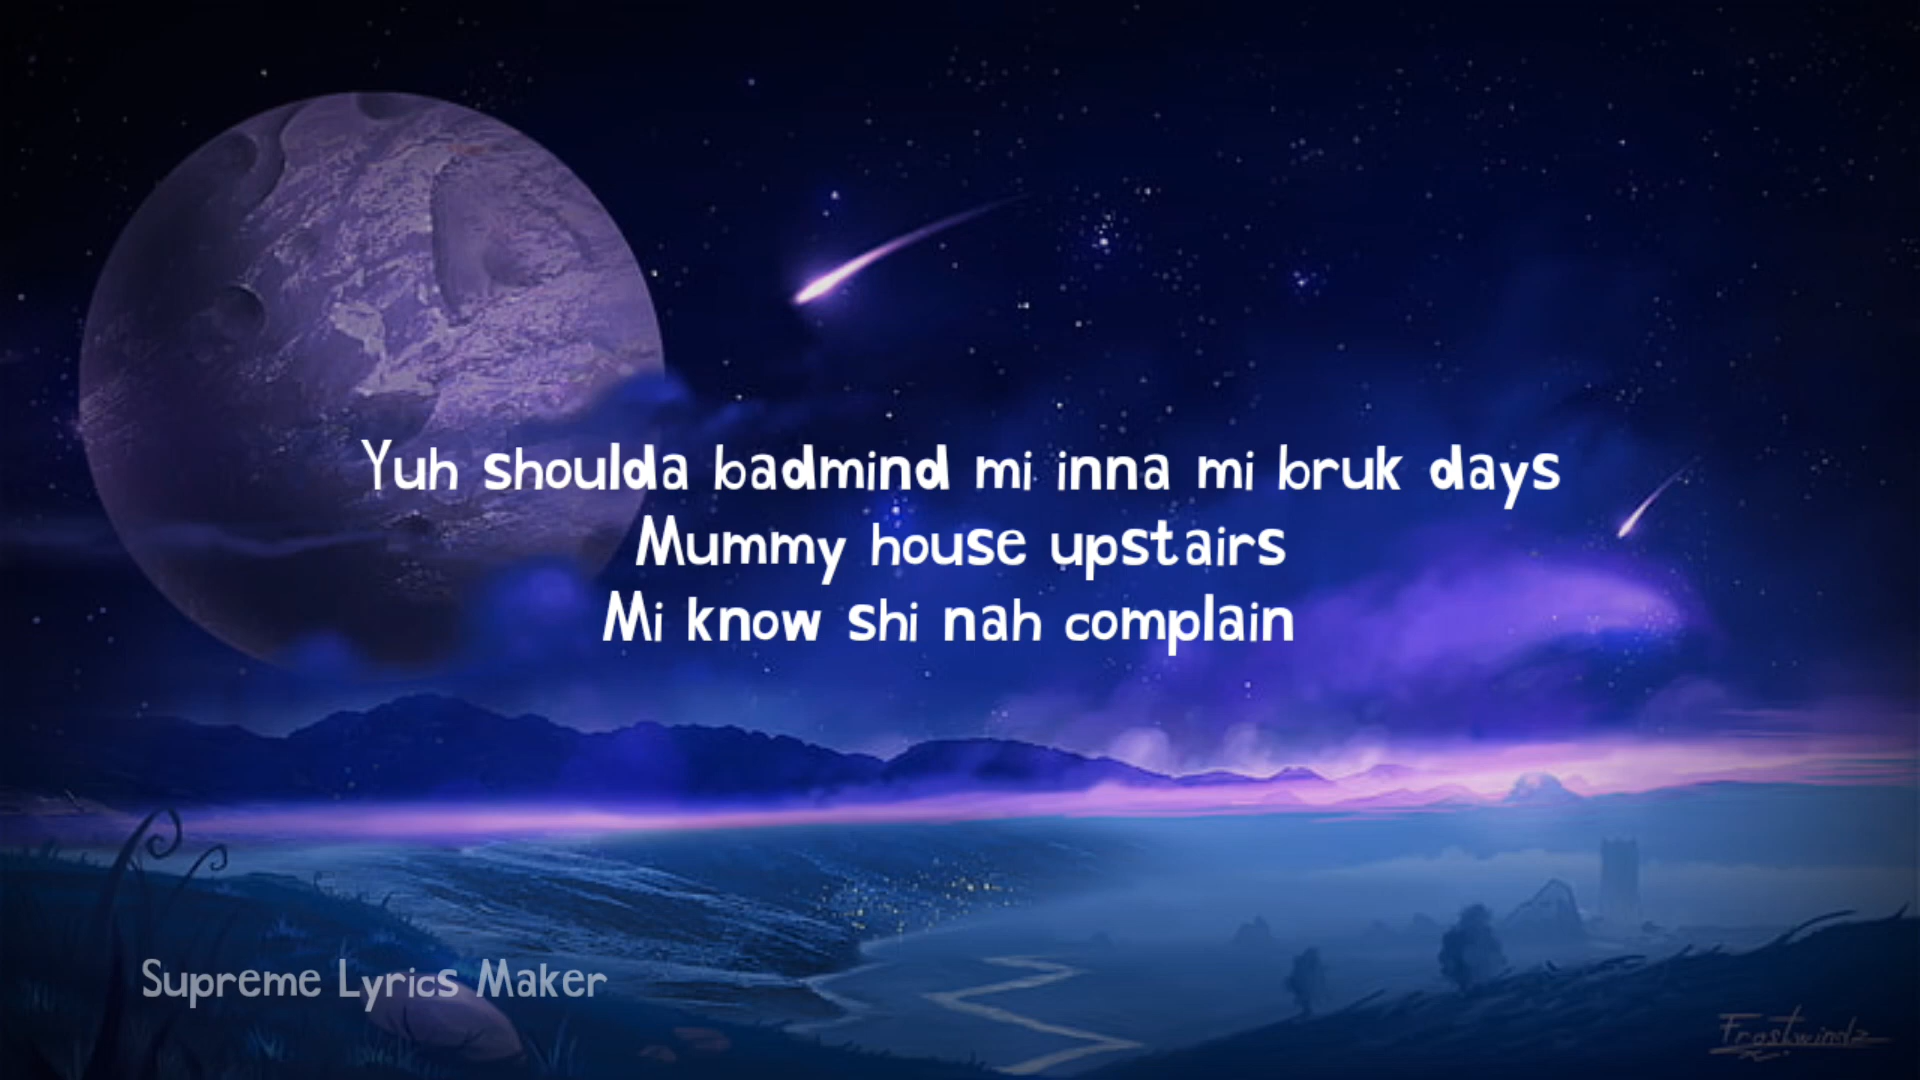 Yuh shoulda badmind mi inna mi bruk days
Mummy house upstairs
Mi know shi nah complain
Supreme Lyrics Maker
Frostwindz